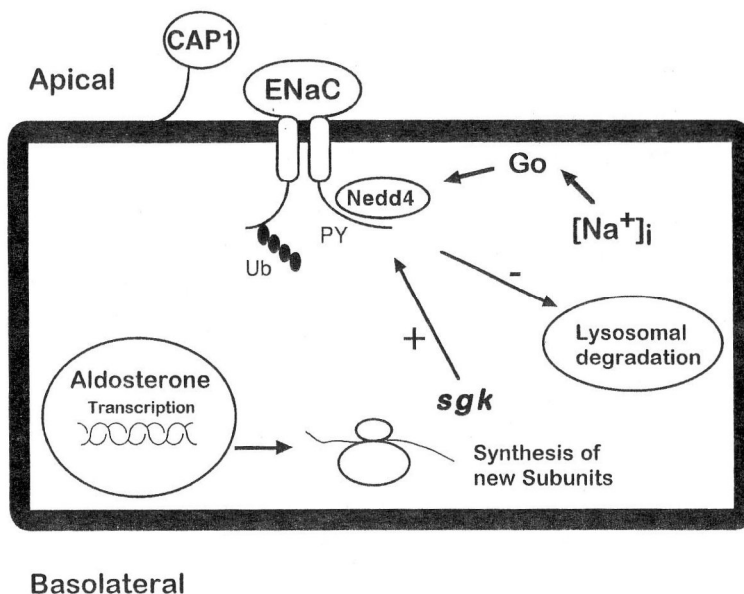 CAP1
Apical
ENaC
Go
Nedd4
[Na+]i
PY
Ub
-
+
Lysosomal
degradation
Aldosterone
Transcription
sgk
Synthesis of
new Subunits
Basolateral